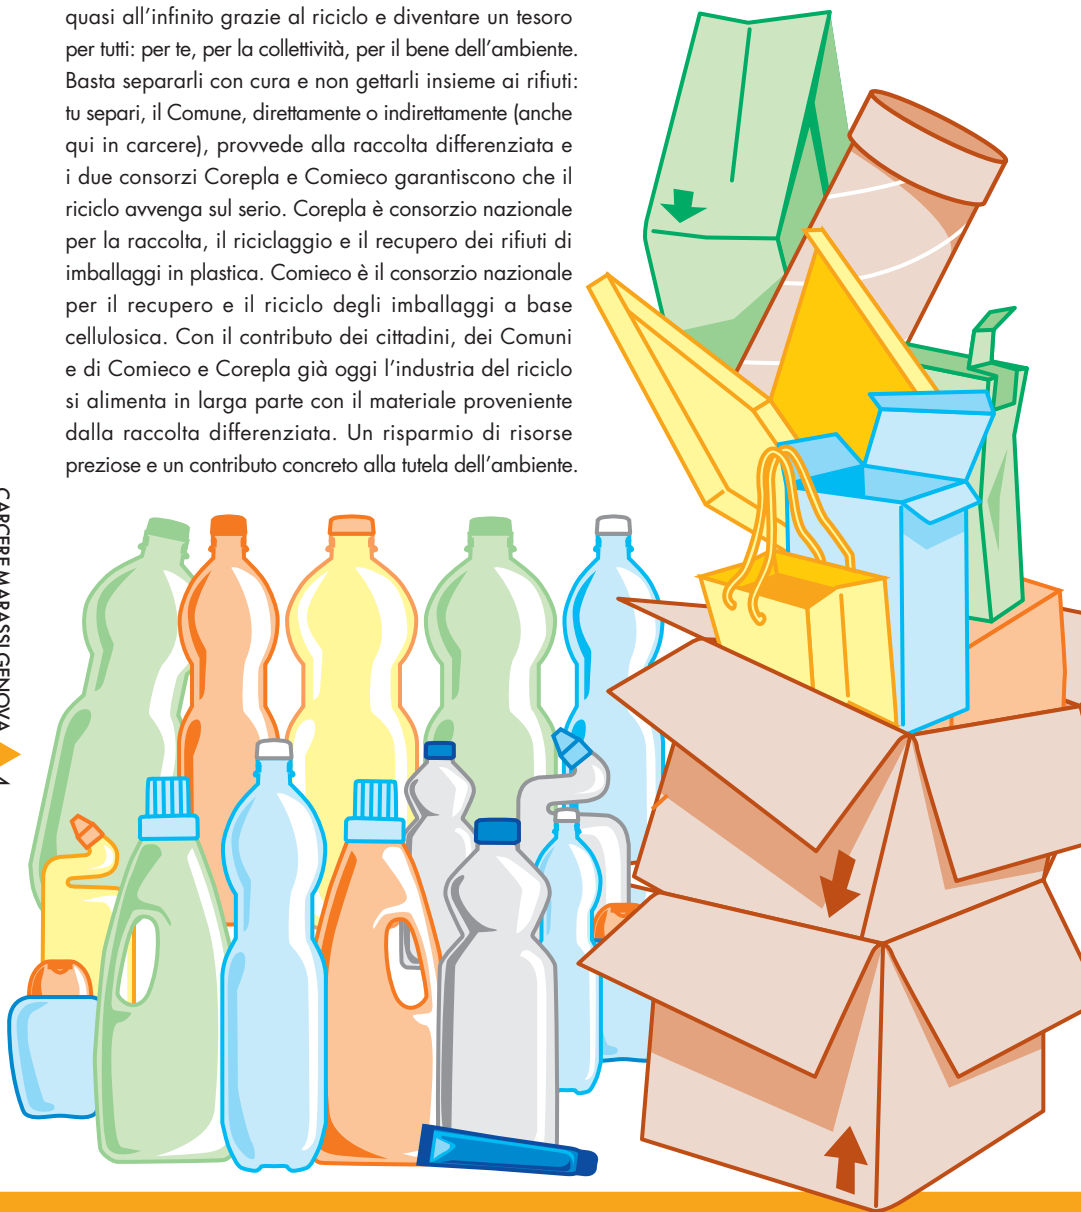 quasi all’infinito grazie al riciclo e diventare un tesoro
per tutti: per te, per la collettività, per il bene dell’ambiente.
Basta separarli con cura e non gettarli insieme ai rifiuti:
tu separi, il Comune, direttamente o indirettamente (anche
qui in carcere), provvede alla raccolta differenziata e
i due consorzi Corepla e Comieco garantiscono che il
riciclo avvenga sul serio. Corepla è consorzio nazionale
per la raccolta, il riciclaggio e il recupero dei rifiuti di
imballaggi in plastica. Comieco è il consorzio nazionale
per il recupero e il riciclo degli imballaggi a base
cellulosica. Con il contributo dei cittadini, dei Comuni
e di Comieco e Corepla già oggi l’industria del riciclo
si alimenta in larga parte con il materiale proveniente
dalla raccolta differenziata. Un risparmio di risorse
preziose e un contributo concreto alla tutela dell’ambiente.
CARCERE MARASSI GENOVA